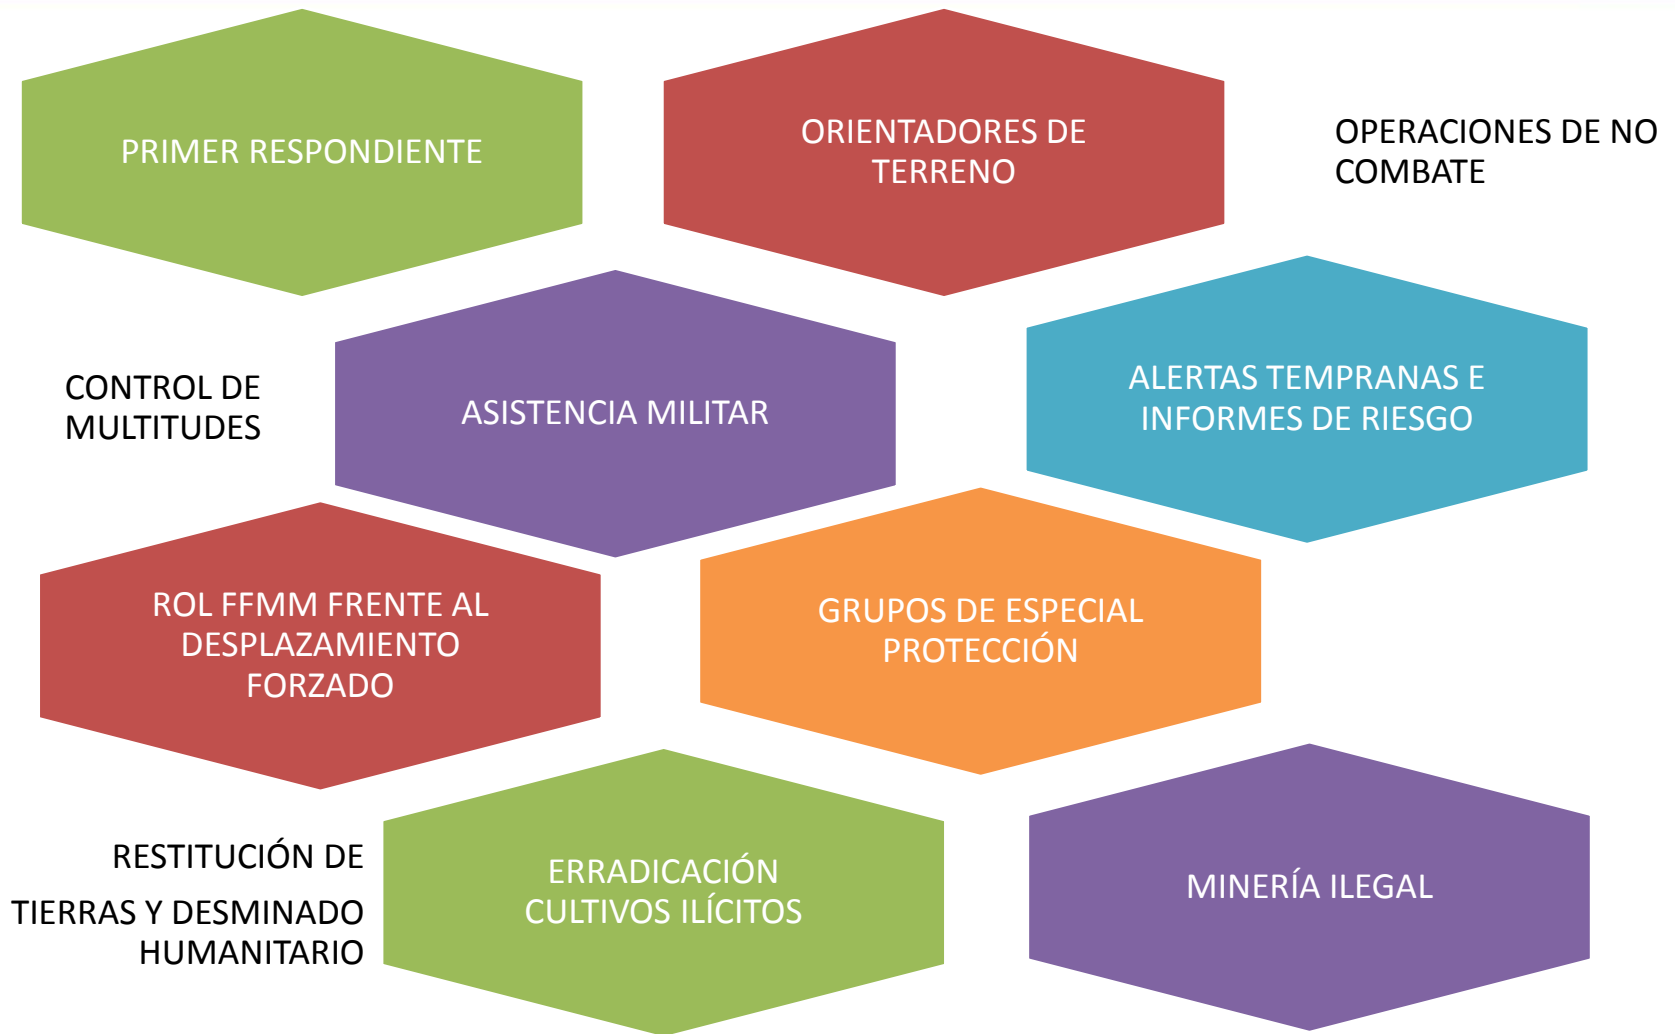 PRIMER RESPONDIENTE
ORIENTADORES DE
TERRENO
OPERACIONES DE NO
COMBATE
CONTROL DE
MULTITUDES
ASISTENCIA MILITAR
ALERTAS TEMPRANAS E
INFORMES DE RIESGO
ROL FFMM FRENTE AL
DESPLAZAMIENTO
FORZADO
GRUPOS DE ESPECIAL
PROTECCIÓN
RESTITUCIÓN DE
TIERRAS Y DESMINADO
HUMANITARIO
ERRADICACIÓN
CULTIVOS ILÍCITOS
MINERÍA ILEGAL